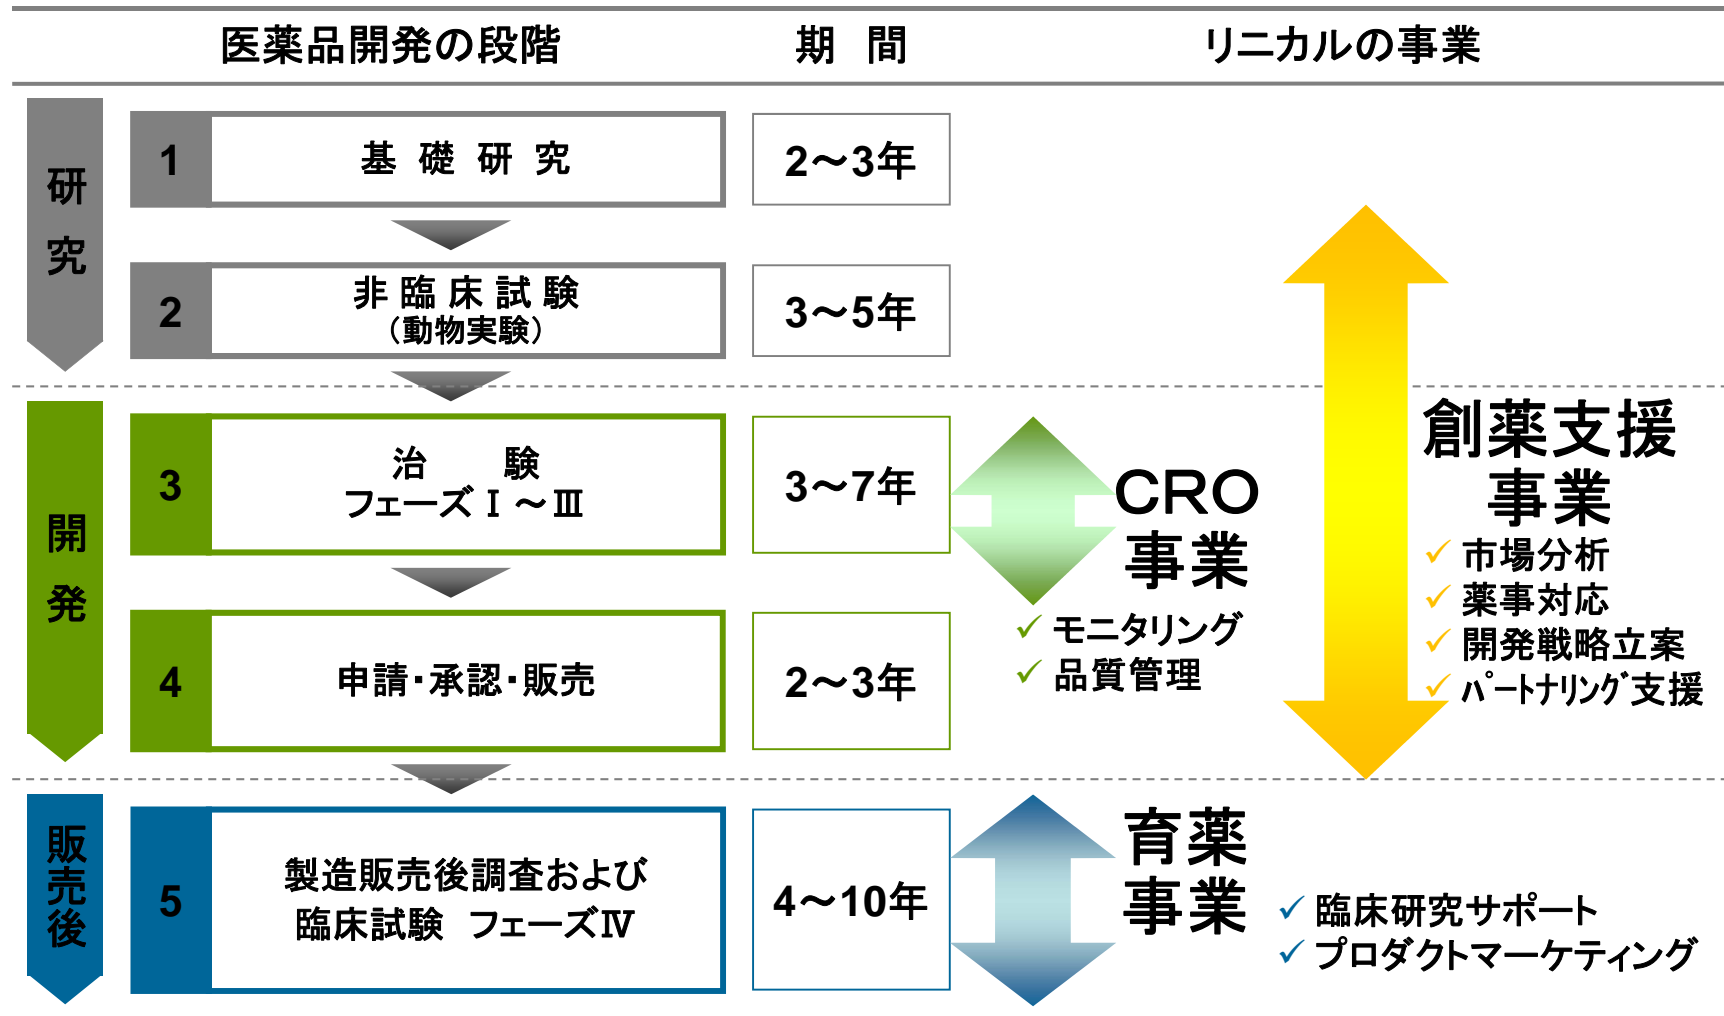 医薬品開発の段階
期　間
リニカルの事業
研究
1
基 礎 研 究
2～3年
2
非 臨 床 試 験
（動物実験）
3～5年
開発
3
治　　験
フェーズⅠ～Ⅲ
3～7年
CRO
事業
✓ モニタリング
✓ 品質管理
創薬支援
事業
✓ 市場分析
✓ 薬事対応
✓ 開発戦略立案
✓ ﾊﾟｰﾄﾅﾘﾝｸﾞ支援
4
申請・承認・販売
2～3年
販売後
5
製造販売後調査および
臨床試験　フェーズⅣ
4～10年
育薬
事業
✓ 臨床研究サポート
✓ プロダクトマーケティング